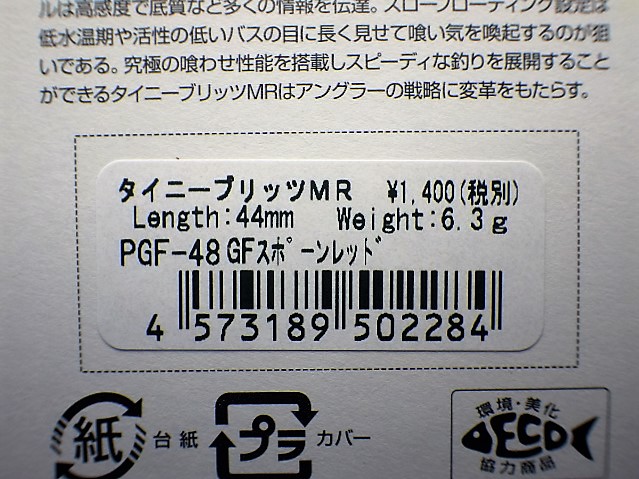 ルは高感度で底質など多くの情報を伝達。スローフローティング設定は
低水温期や活性の低いバスの目に長く見せて喰い気を喚起するのが狙
いである。究極の喰わせ性能を搭載しスピーディな釣りを展開すること
ができるタイニーブリッツMRはアングラーの戦略に変革をもたらす。
タイニーブリッツMR ¥1,400(税別)
Length:44mm Weight:6.3g
PGF-48 GFスポーンレッド
4 573189 502284
紙 台紙 プラ カバー
環境・美化
ECO
協力商品